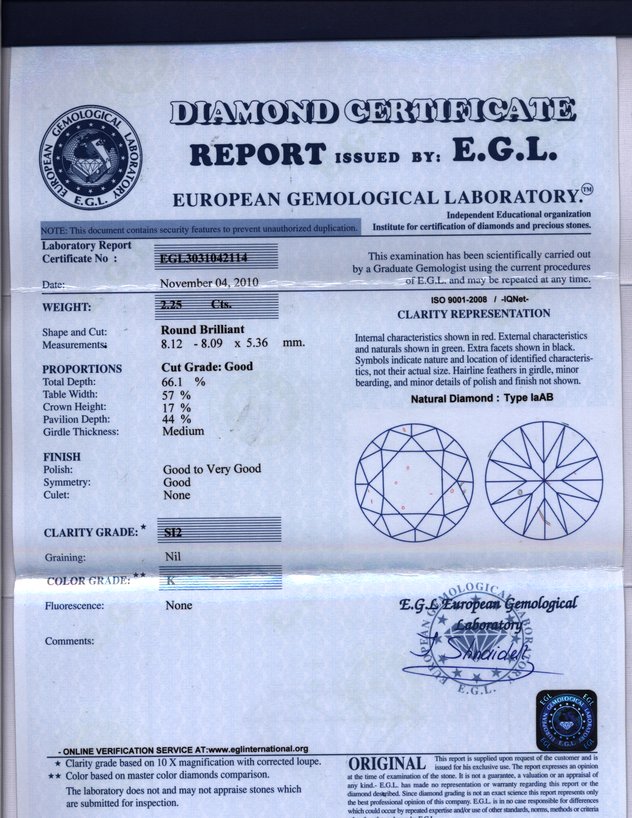 DIAMOND CERTIFICATE
REPORT ISSUED BY: E.G.L.
EUROPEAN GEMOLOGICAL LABORATORY.™
EUROPEAN GEMOLOGICAL LABORATORY
E.G.L.
Independent Educational organization
Institute for certification of diamonds and precious stones.
NOTE: This document contains security features to prevent unauthorized duplication.
Laboratory Report
Certificate No : EGL3031042114
Date: November 04, 2010
WEIGHT: 2.25 Cts.
Shape and Cut: Round Brilliant
Measurements: 8.12 - 8.09 x 5.36 mm.
PROPORTIONS Cut Grade: Good
Total Depth: 66.1 %
Table Width: 57 %
Crown Height: 17 %
Pavilion Depth: 44 %
Girdle Thickness: Medium
FINISH
Polish: Good to Very Good
Symmetry: Good
Culet: None
CLARITY GRADE:* SI2
Graining: Nil
COLOR GRADE:** K
Fluorescence: None
Comments:
This examination has been scientifically carried out
by a Graduate Gemologist using the current procedures
of E.G.L. and may be repeated at any time.
ISO 9001-2008 / -IQNet-
CLARITY REPRESENTATION
Internal characteristics shown in red. External characteristics
and naturals shown in green. Extra facets shown in black.
Symbols indicate nature and location of identified characteris-
tics, not their actual size. Hairline feathers in girdle, minor
bearding, and minor details of polish and finish not shown.
Natural Diamond : Type IaAB
E.G.L European Gemological
Laboratory
EUROPEAN GEMOLOGICAL LABORATORY
E.G.L.
EGL EGL
EUROPEAN GEMOLOGICAL LABORATORY
E.G.L.
- ONLINE VERIFICATION SERVICE AT:www.eglinternational.org
★ Clarity grade based on 10 X magnification with corrected loupe.
★★ Color based on master color diamonds comparison.
The laboratory does not and may not appraise stones which
are submitted for inspection.
ORIGINAL This report is supplied upon request of the customer and is
issued for his exclusive use. The report expresses an opinion
at the time of examination of the stone. It is not a guarantee, a valuation or an appraisal of
any kind.- E.G.L. has made no representation or warranty regarding this report or the
diamond described. Since diamond grading is not an exact science this report represents only
the best professional opinion of this company. E.G.L. is in no case responsible for differences
which could occur by repeated expertise and/or use of other standards, norms, methods or criteria